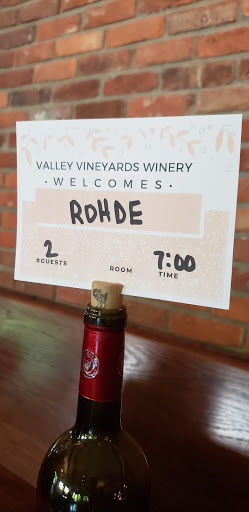 VALLEY VINEYARDS WINERY
• WELCOMES •
ROHDE
2 7:00
#GUESTS ROOM TIME